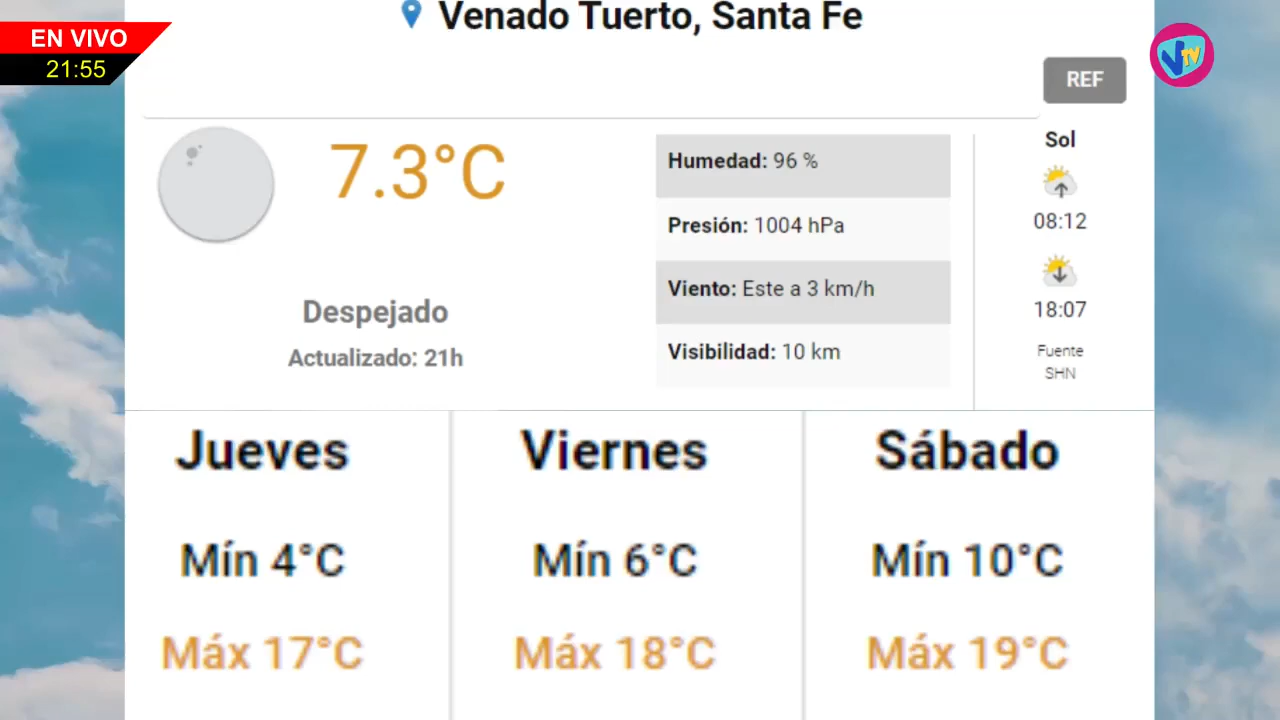 Venado Tuerto, Santa Fe
EN VIVO
21:55
VTV
REF
7.3°C
Despejado
Actualizado: 21h
Humedad: 96 %
Presión: 1004 hPa
Viento: Este a 3 km/h
Visibilidad: 10 km
Sol
08:12
18:07
Fuente
SHN
Jueves
Mín 4°C
Máx 17°C
Viernes
Mín 6°C
Máx 18°C
Sábado
Mín 10°C
Máx 19°C